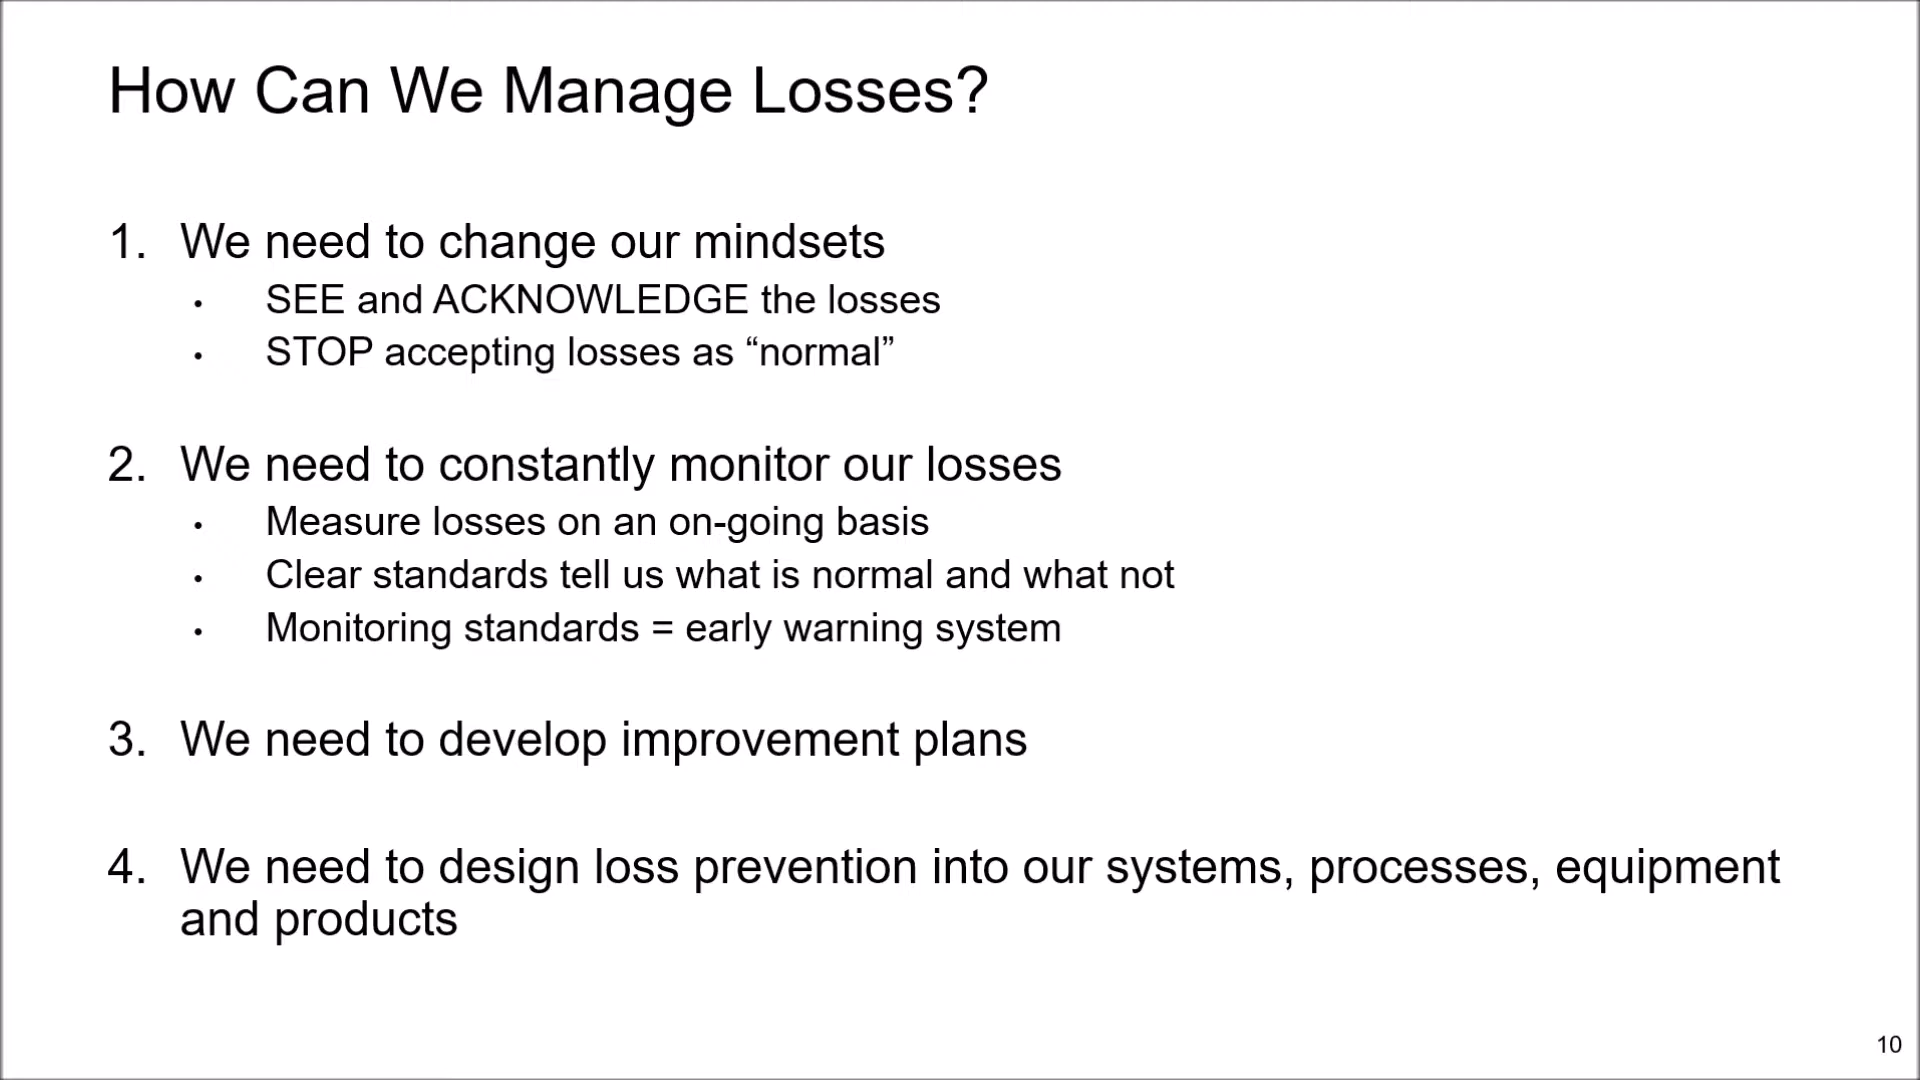 How Can We Manage Losses?
1. We need to change our mindsets
• SEE and ACKNOWLEDGE the losses
• STOP accepting losses as “normal”
2. We need to constantly monitor our losses
• Measure losses on an on-going basis
• Clear standards tell us what is normal and what not
• Monitoring standards = early warning system
3. We need to develop improvement plans
4. We need to design loss prevention into our systems, processes, equipment
and products
10